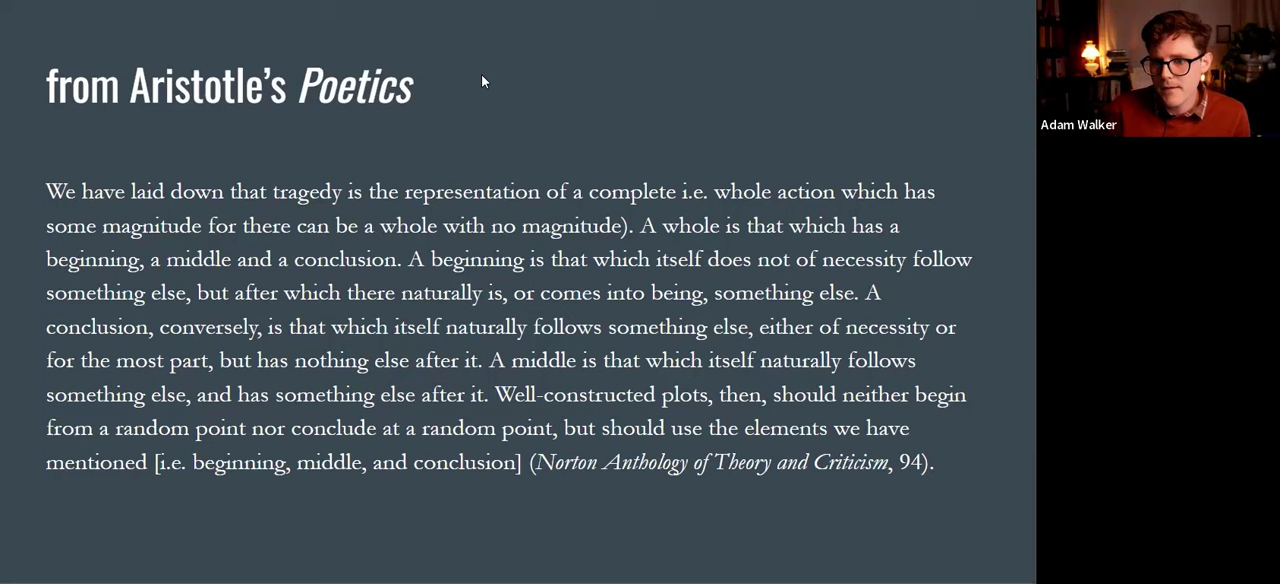 from Aristotle's Poetics
Adam Walker
We have laid down that tragedy is the representation of a complete i.e. whole action which has
some magnitude for there can be a whole with no magnitude). A whole is that which has a
beginning, a middle and a conclusion. A beginning is that which itself does not of necessity follow
something else, but after which there naturally is, or comes into being, something else. A
conclusion, conversely, is that which itself naturally follows something else, either of necessity or
for the most part, but has nothing else after it. A middle is that which itself naturally follows
something else, and has something else after it. Well-constructed plots, then, should neither begin
from a random point nor conclude at a random point, but should use the elements we have
mentioned [i.e. beginning, middle, and conclusion] (Norton Anthology of Theory and Criticism, 94).